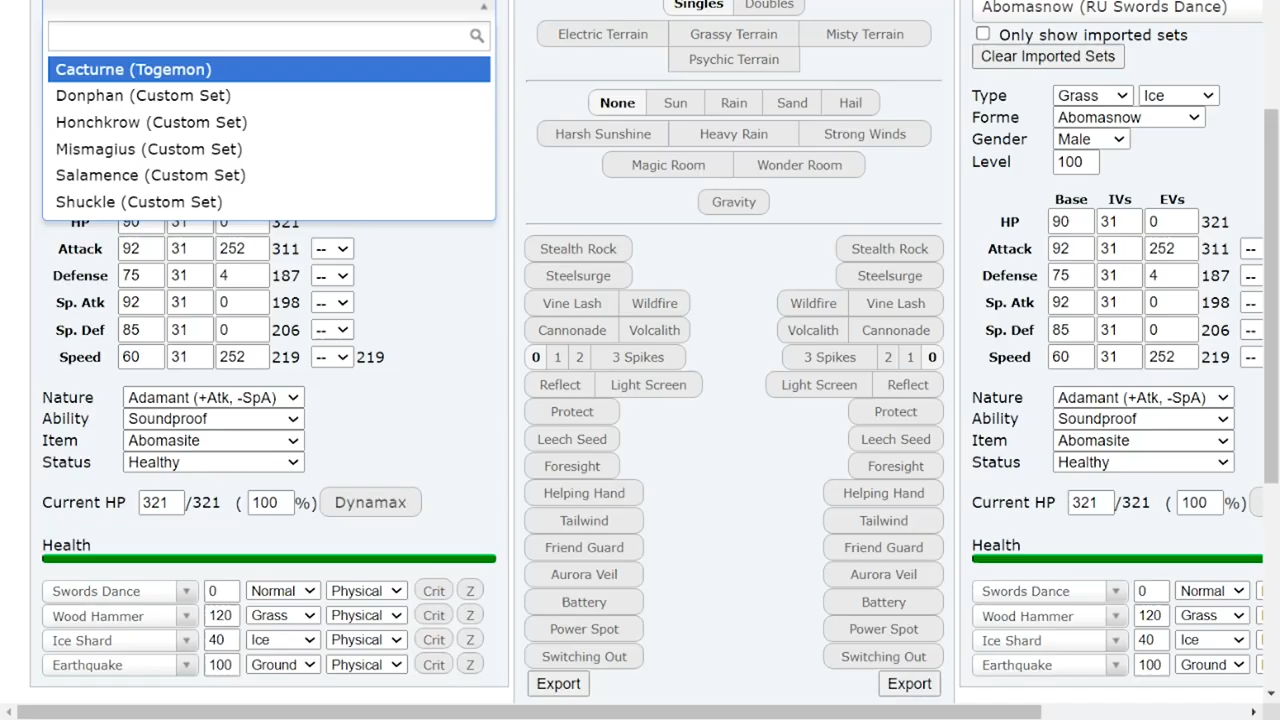 Cacturne (Togemon)
Donphan (Custom Set)
Honchkrow (Custom Set)
Mismagius (Custom Set)
Salamence (Custom Set)
Shuckle (Custom Set)
HP 90 31 0 321
Attack 92 31 252 311 --
Defense 75 31 4 187 --
Sp. Atk 92 31 0 198 --
Sp. Def 85 31 0 206 --
Speed 60 31 252 219 -- 219
Nature Adamant (+Atk, -SpA)
Ability Soundproof
Item Abomasite
Status Healthy
Current HP 321 /321 ( 100 %) Dynamax
Health
Swords Dance 0 Normal Physical Crit Z
Wood Hammer 120 Grass Physical Crit Z
Ice Shard 40 Ice Physical Crit Z
Earthquake 100 Ground Physical Crit Z
Singles Doubles
Electric Terrain Grassy Terrain Misty Terrain
Psychic Terrain
None Sun Rain Sand Hail
Harsh Sunshine Heavy Rain Strong Winds
Magic Room Wonder Room
Gravity
Stealth Rock Stealth Rock
Steelsurge Steelsurge
Vine Lash Wildfire Wildfire Vine Lash
Cannonade Volcalith Volcalith Cannonade
0 1 2 3 Spikes 3 Spikes 2 1 0
Reflect Light Screen Light Screen Reflect
Protect Protect
Leech Seed Leech Seed
Foresight Foresight
Helping Hand Helping Hand
Tailwind Tailwind
Friend Guard Friend Guard
Aurora Veil Aurora Veil
Battery Battery
Power Spot Power Spot
Switching Out Switching Out
Export Export
Abomasnow (RU Swords Dance)
Only show imported sets
Clear Imported Sets
Type Grass Ice
Forme Abomasnow
Gender Male
Level 100
Base IVs EVs
HP 90 31 0 321
Attack 92 31 252 311 --
Defense 75 31 4 187 --
Sp. Atk 92 31 0 198 --
Sp. Def 85 31 0 206 --
Speed 60 31 252 219 --
Nature Adamant (+Atk, -SpA)
Ability Soundproof
Item Abomasite
Status Healthy
Current HP 321 /321 ( 100 %)
Health
Swords Dance 0 Normal
Wood Hammer 120 Grass
Ice Shard 40 Ice
Earthquake 100 Ground